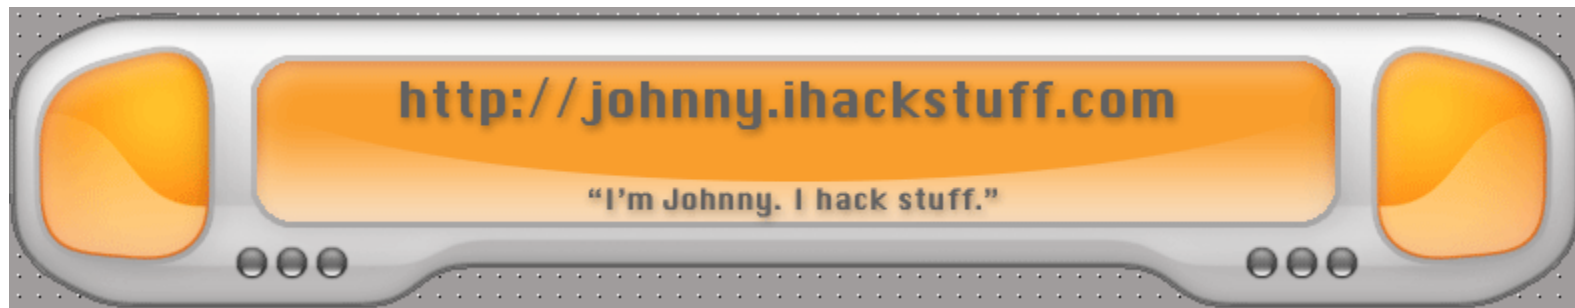 http://johnny.ihackstuff.com
“I’m Johnny. I hack stuff.”